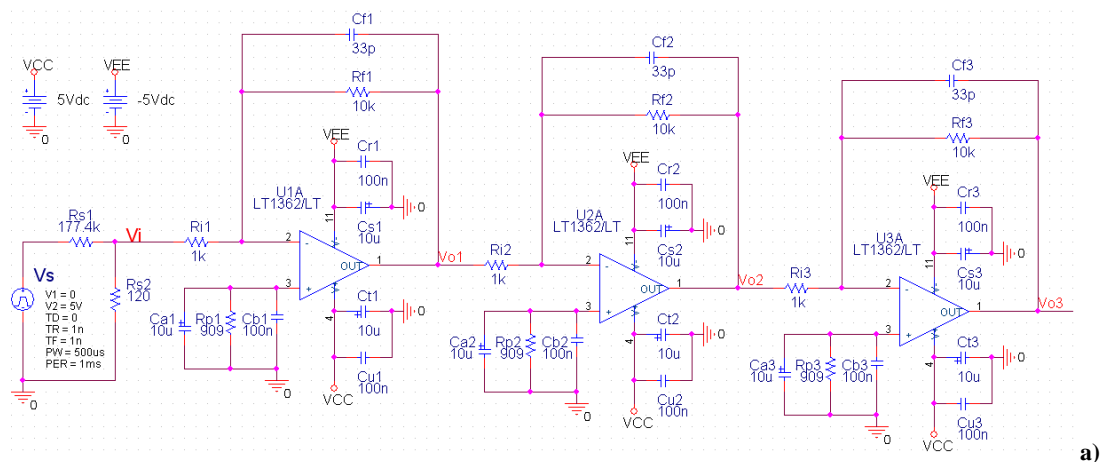 VCC
5Vdc
0
VEE
-5Vdc
0
Vs
V1 = 0
V2 = 5V
TD = 0
TR = 1n
TF = 1n
PW = 500us
PER = 1ms
0
Rs1
177.4k
Vi
Rs2
120
Ri1
1k
Cf1
33p
Rf1
10k
VEE
Cr1
100n
0
Cs1
10u
11
U1A
LT1362/LT
2
-
3
+
OUT
1
4
Ca1
10u
Rp1
909
Cb1
100n
0
Ct1
10u
0
Cu1
100n
VCC
Vo1
Ri2
1k
Cf2
33p
Rf2
10k
VEE
Cr2
100n
0
Cs2
10u
11
U2A
LT1362/LT
2
-
3
+
OUT
1
4
Ca2
10u
Rp2
909
Cb2
100n
0
Ct2
10u
0
Cu2
100n
VCC
Vo2
Ri3
1k
Cf3
33p
Rf3
10k
VEE
Cr3
100n
0
Cs3
10u
11
U3A
LT1362/LT
2
-
3
+
OUT
1
4
Ca3
10u
Rp3
909
Cb3
100n
0
Ct3
10u
0
Cu3
100n
VCC
Vo3
a)